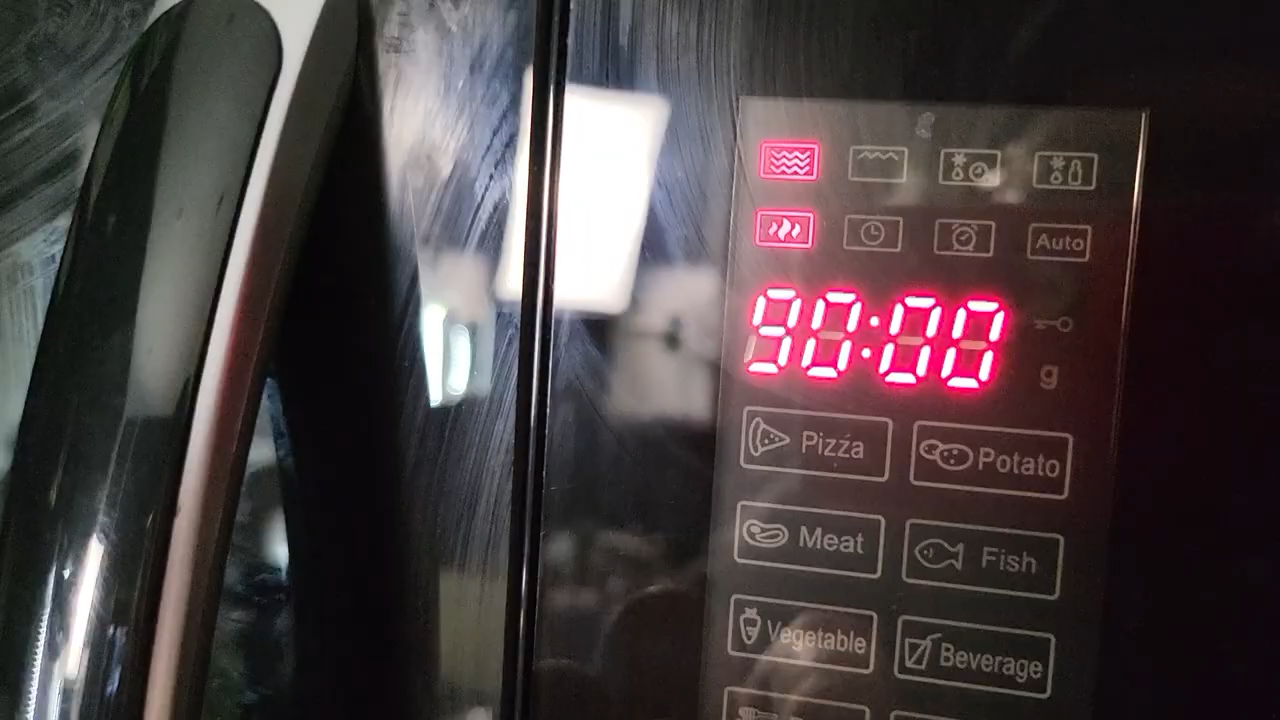 Auto
90:00
g
Pizza Potato
Meat Fish
Vegetable Beverage